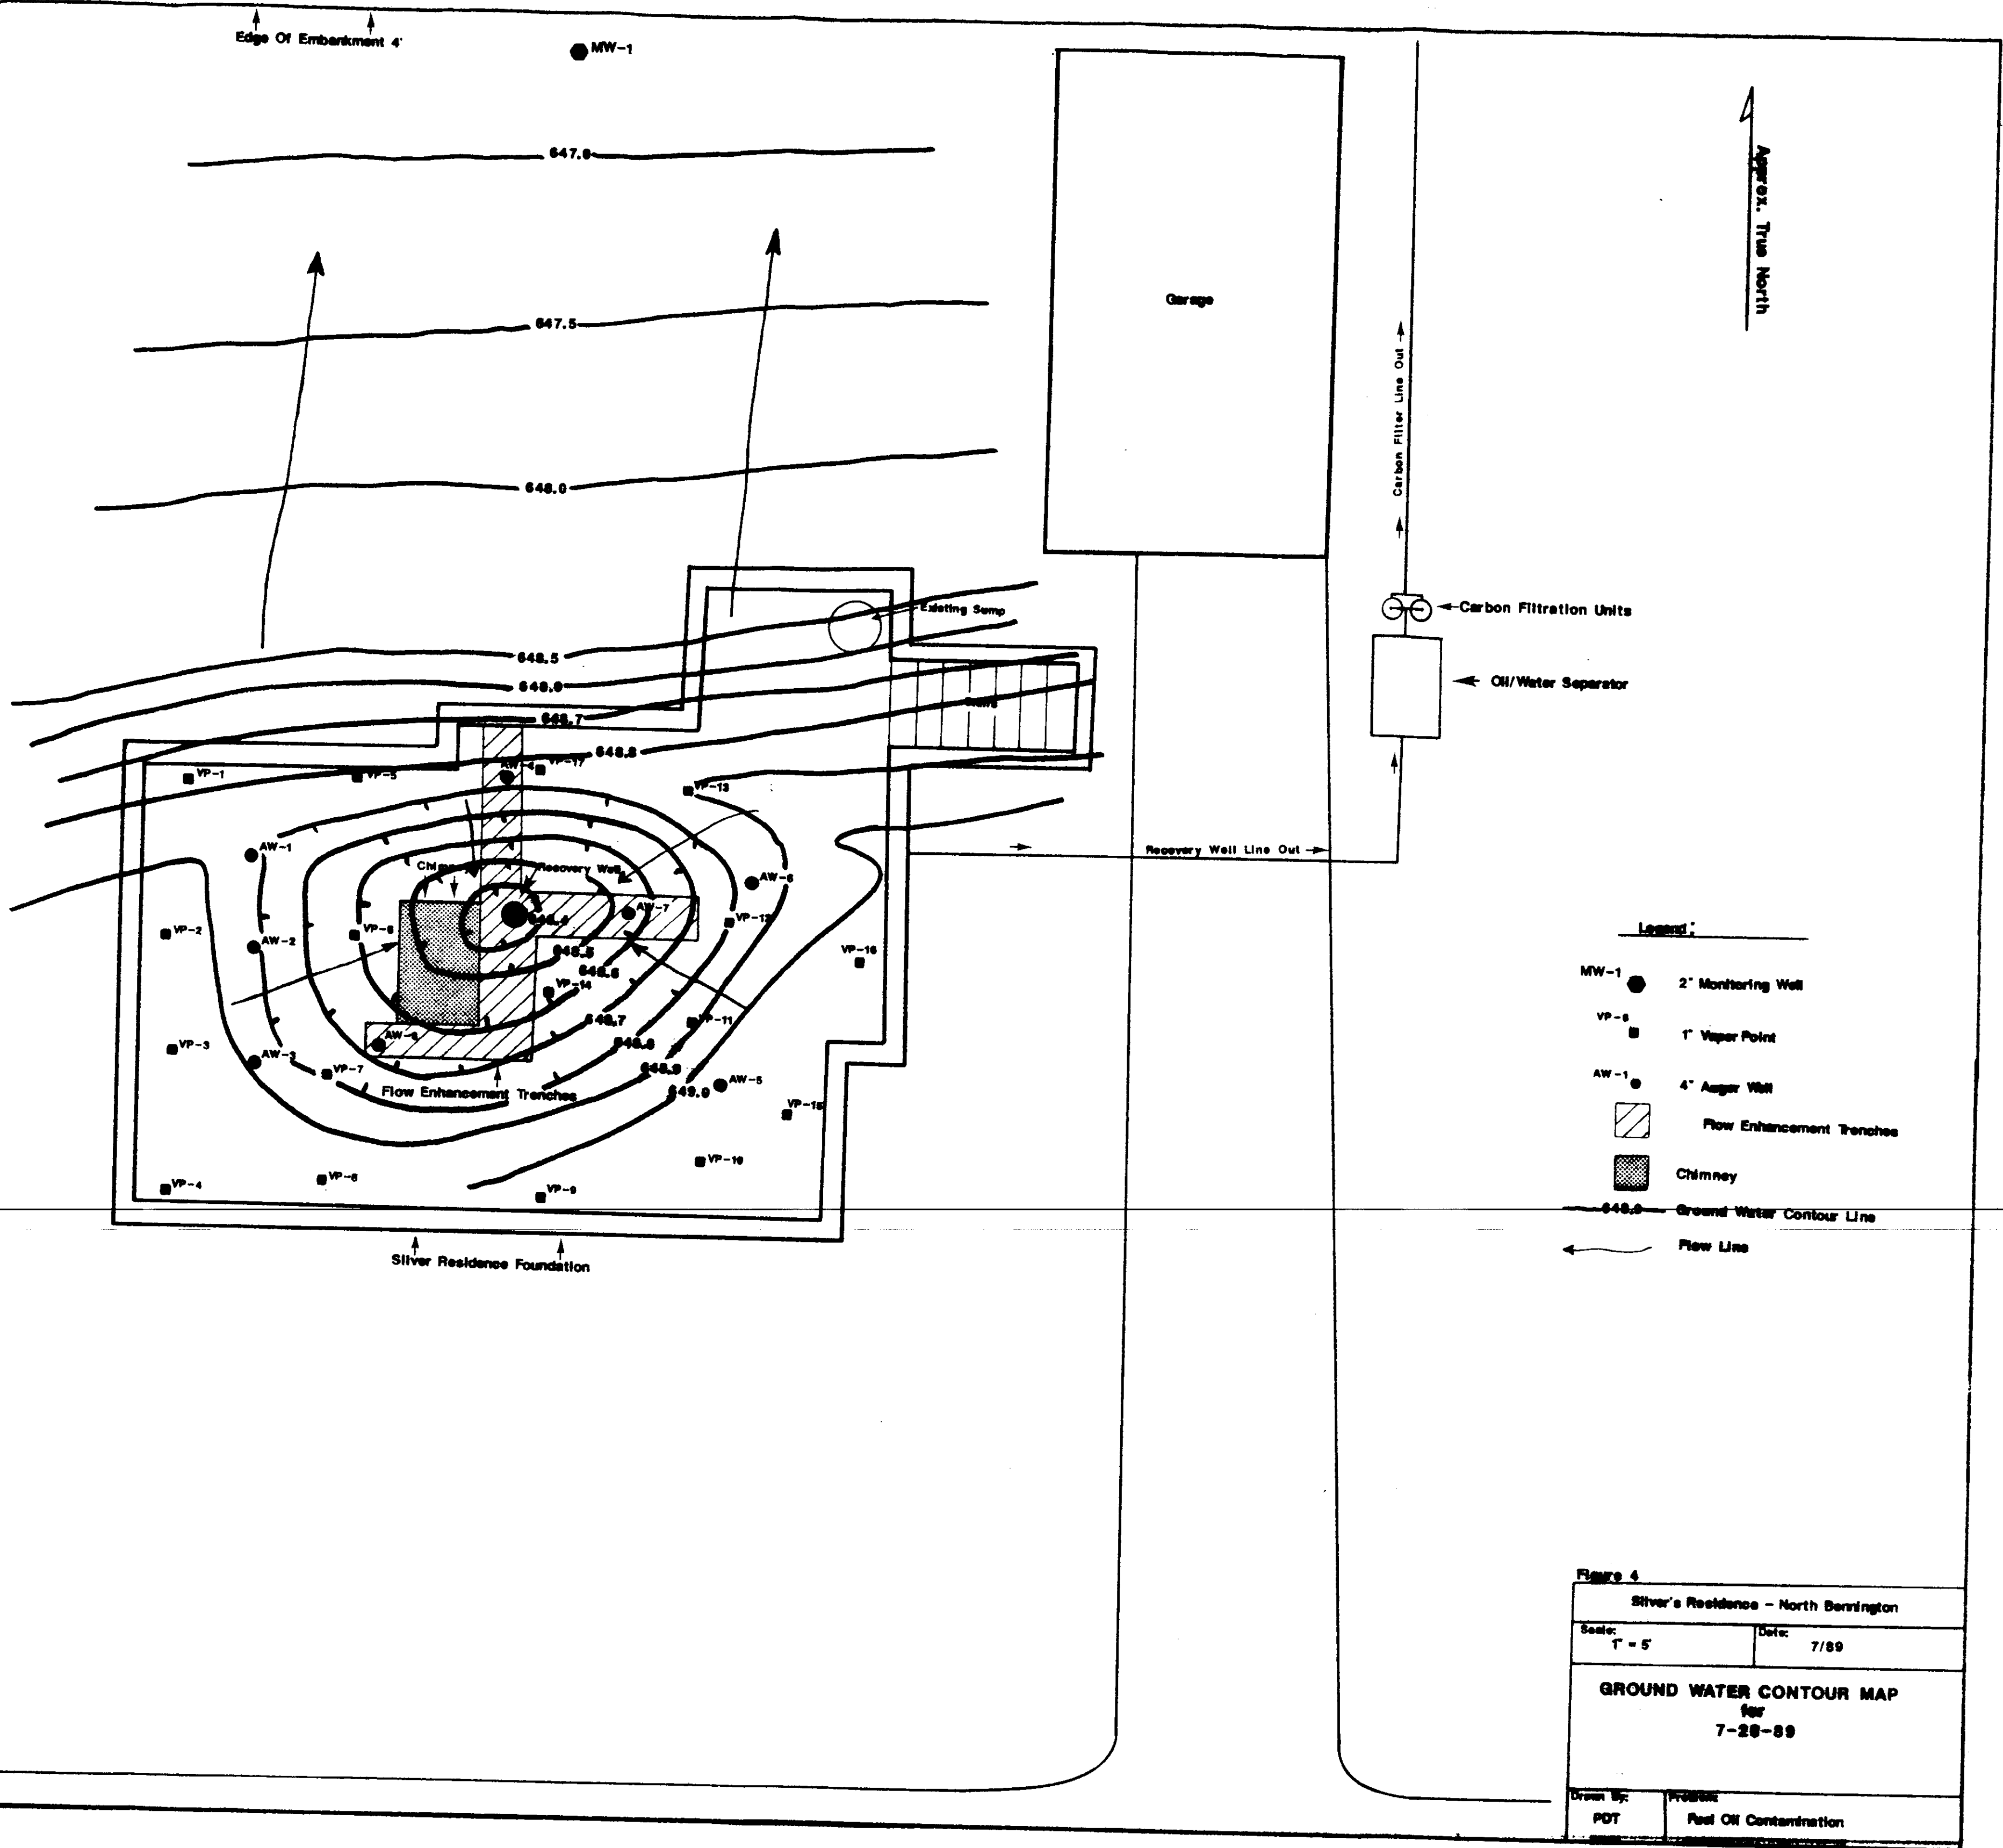 Edge Of Embankment 4'
MW-1
647.0
Approx. True North
Garage
647.5
Carbon Filter Line Out
648.0
Existing Sump
Carbon Filtration Units
648.5
648.6
Oil/Water Separator
Stairs
648.7
648.8
VP-1
VP-5
AW-4
VP-17
VP-13
AW-1
Recovery Well
Recovery Well Line Out
AW-6
648.4
AW-7
VP-12
VP-2
AW-2
VP-6
648.5
VP-16
648.6
VP-14
648.7
VP-11
AW-8
648.8
VP-3
AW-3
VP-7
648.9
649.0
AW-5
Flow Enhancement Trenches
VP-15
VP-10
VP-4
VP-8
VP-9
Silver Residence Foundation
Legend:
MW-1
2" Monitoring Well
VP-6
1" Vapor Point
AW-1
4" Auger Well
Flow Enhancement Trenches
Chimney
648.9
Ground Water Contour Line
Flow Line
Figure 4
Silver's Residence - North Bennington
Scale:
1" = 5'
Date:
7/89
GROUND WATER CONTOUR MAP
for
7-28-89
Drawn By:
PDT
Problem:
Fuel Oil Contamination